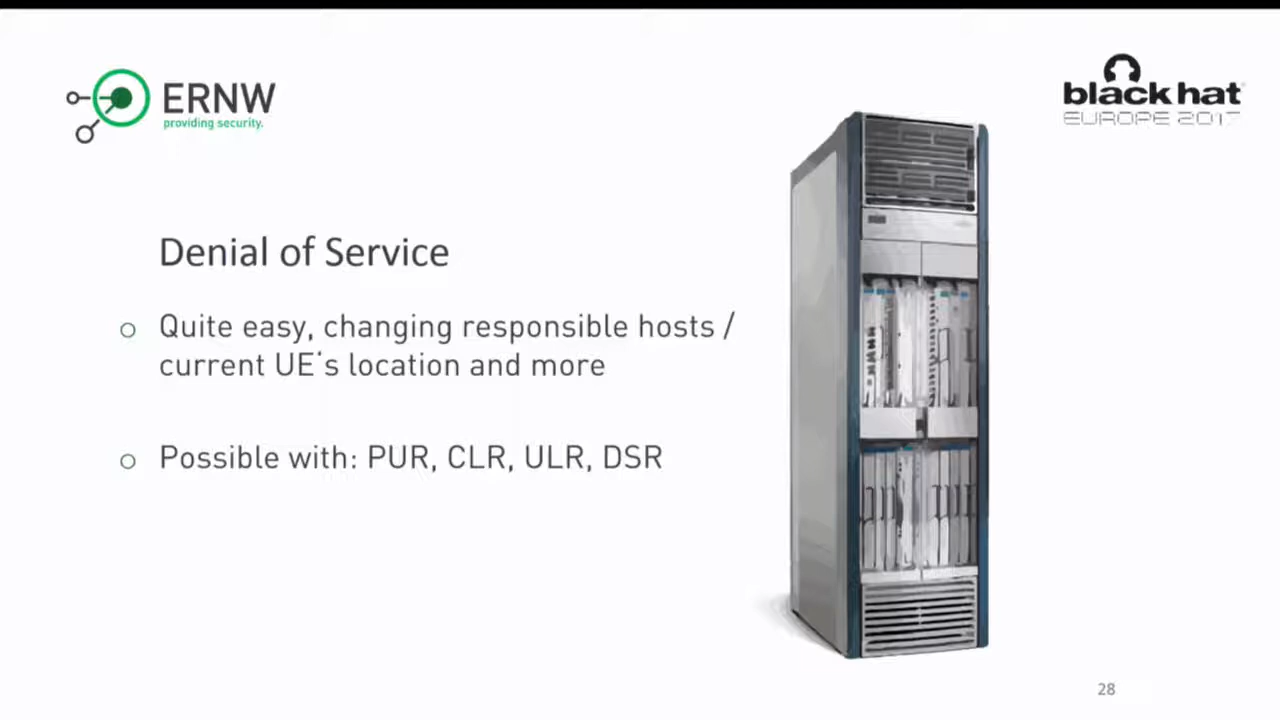 ERNW
providing security.
black hat
EUROPE 2017
Denial of Service
Quite easy, changing responsible hosts /
current UE‘s location and more
Possible with: PUR, CLR, ULR, DSR
28